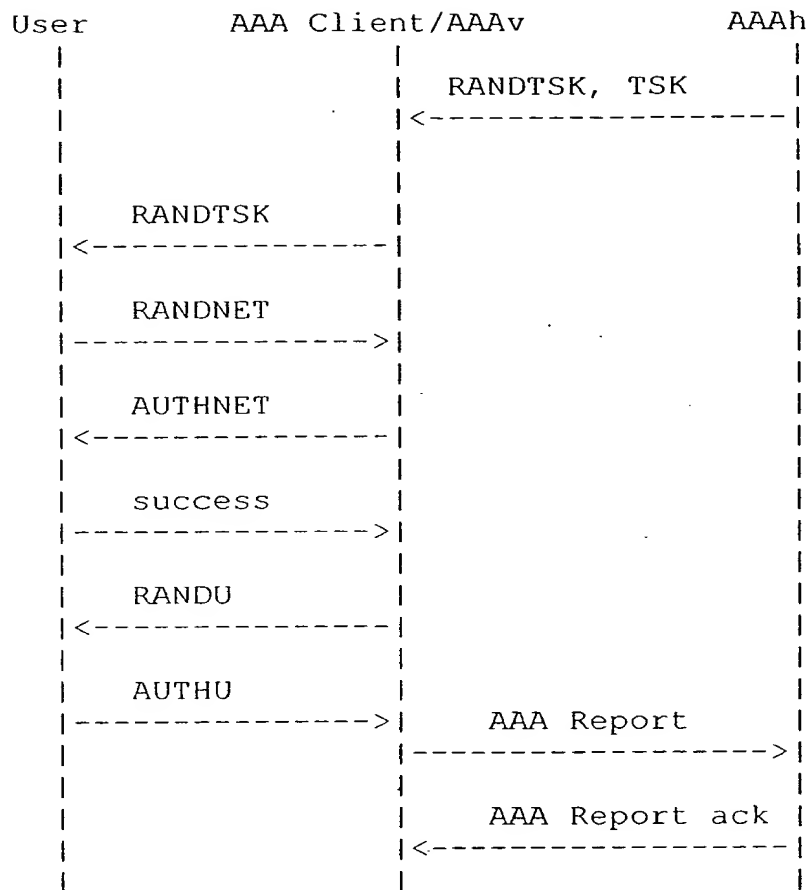 User AAA Client/AAAv AAAh
RANDTSK, TSK
RANDTSK
RANDNET
AUTHNET
success
RANDU
AUTHU
AAA Report
AAA Report ack